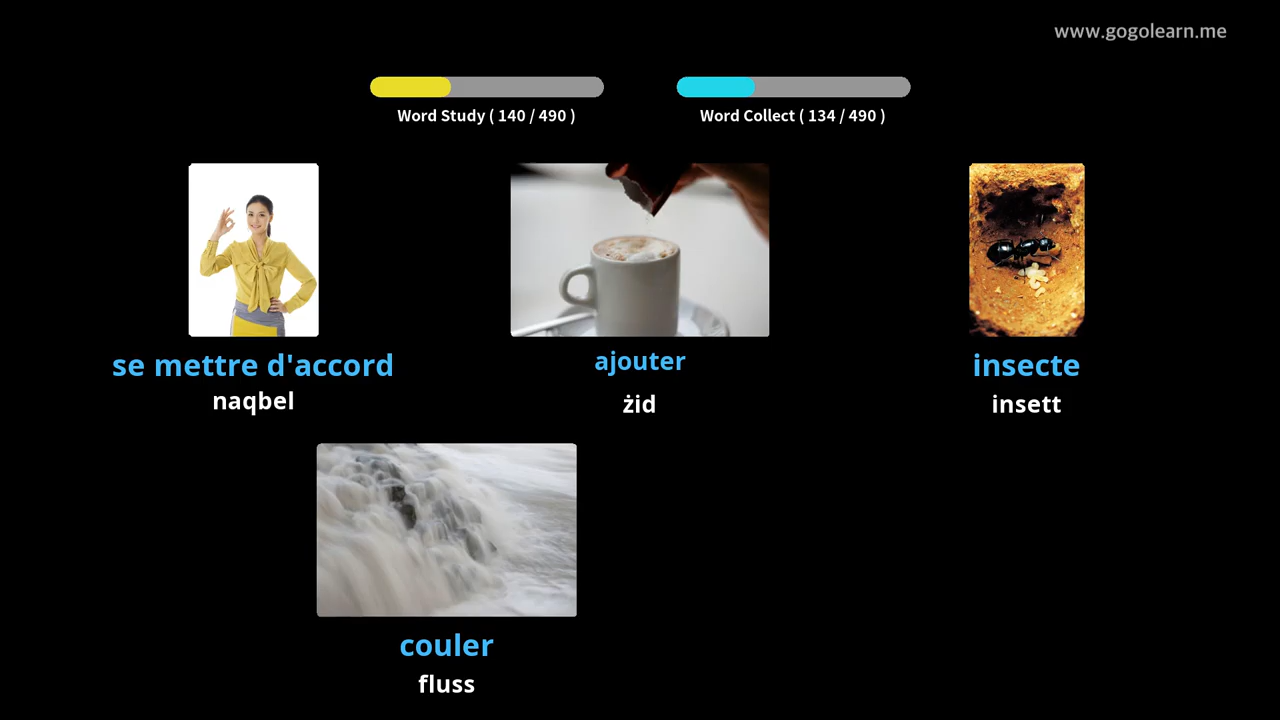 www.gogolearn.me
Word Study ( 140 / 490 )
Word Collect ( 134 / 490 )
se mettre d'accord
naqbel
ajouter
żid
insecte
insett
couler
fluss